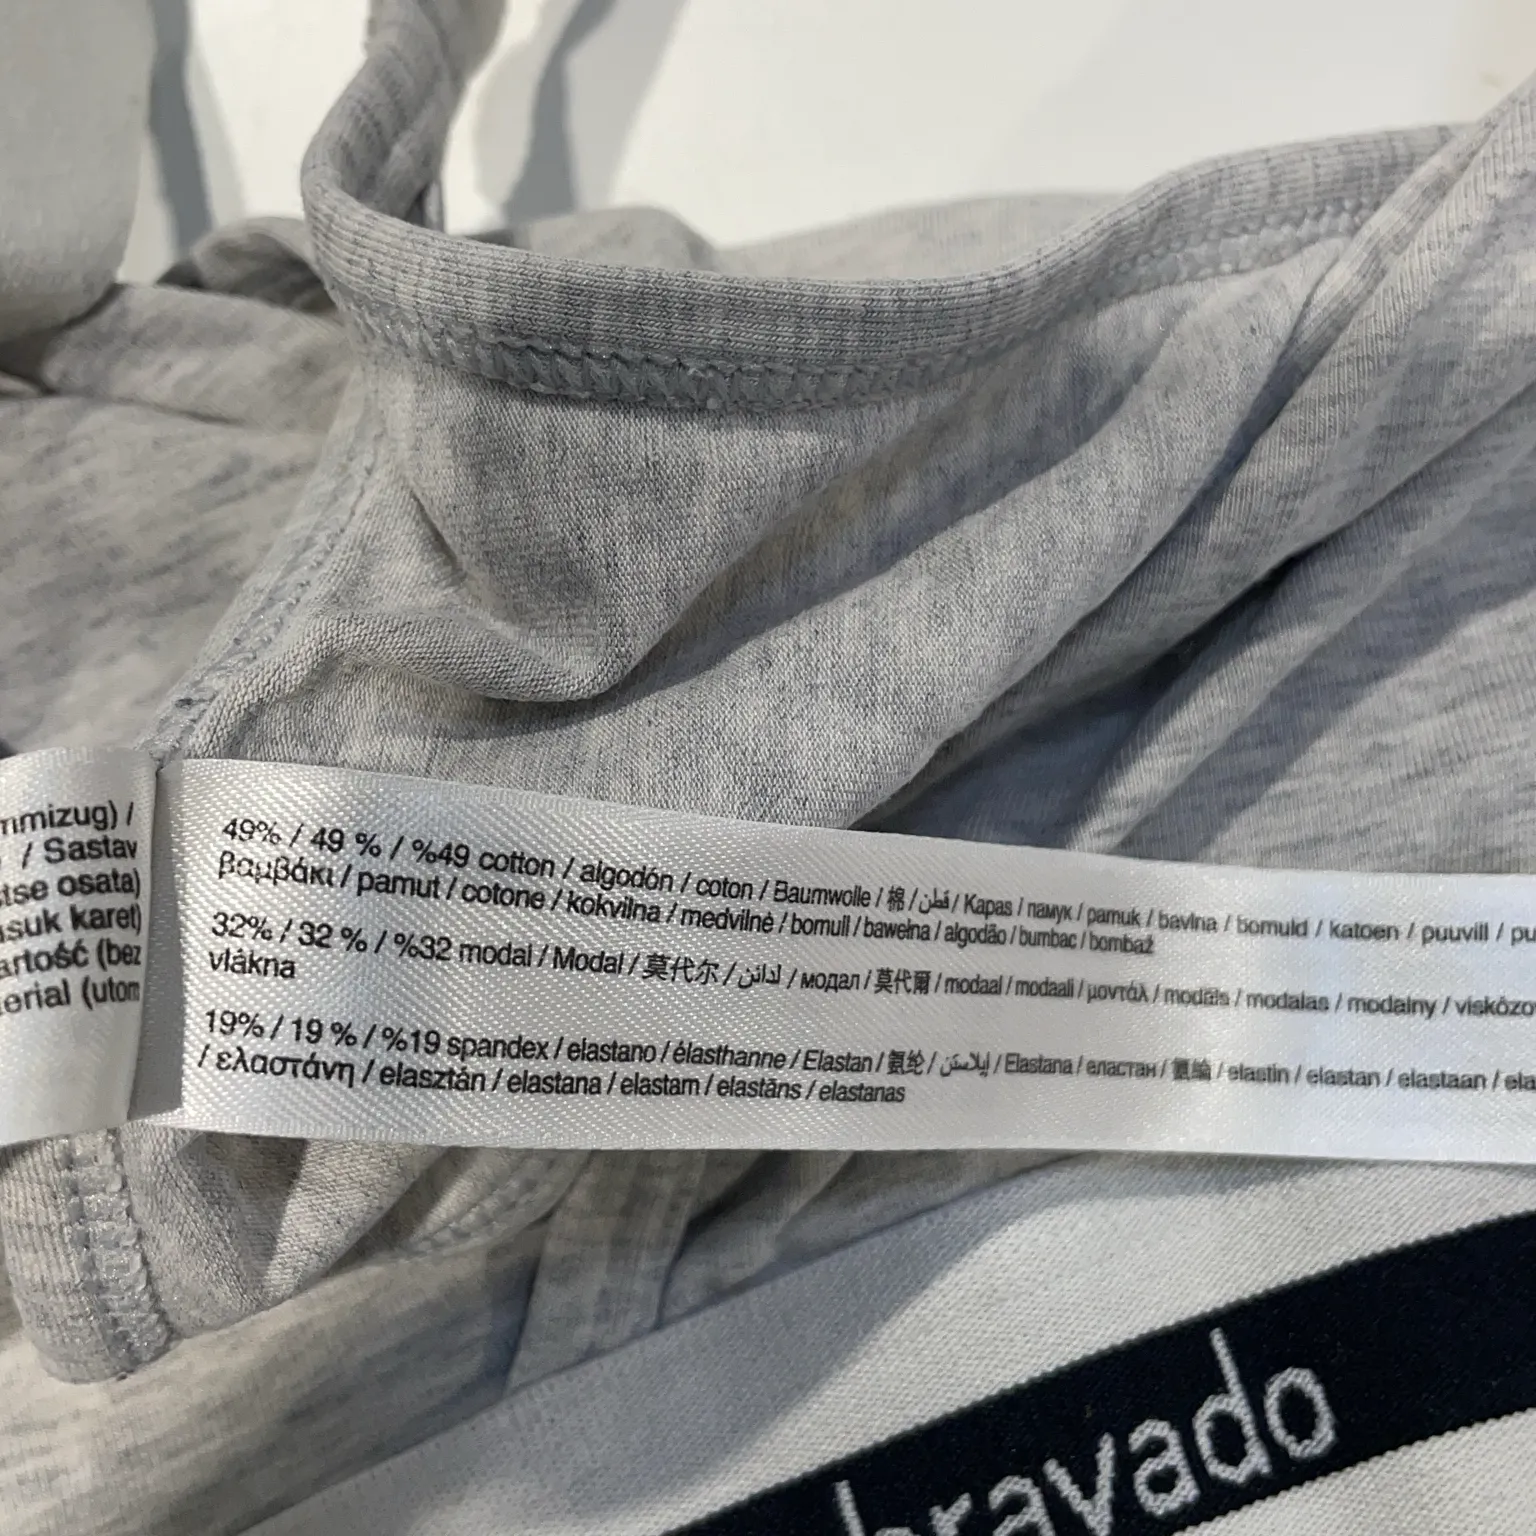 mmizug) /
/ Sastav
tse osata)
suk karet)
artość (bez
erial (utom
49% / 49 % / %49 cotton / algodón / coton / Baumwolle / 棉 / قطن / Kapas / памук / pamuk / bavlna / bomuld / katoen / puuvill / pu
βαμβάκι / pamut / cotone / kokvilna / medvilnė / bomull / bawełna / algodão / bumbac / bombaž
32% / 32 % / %32 modal / Modal / 莫代尔 / لدائن / модал / 莫代爾 / modaal / modaali / μοντάλ / modāls / modalas / modalny / viskózo
vlákna
19% / 19 % / %19 spandex / elastano / élasthanne / Elastan / 氨纶 / إيلاستن / Elastana / еластан / 氨綸 / elastin / elastan / elastaan / ela
/ ελαστάνη / elasztán / elastana / elastam / elastāns / elastanas
bravado